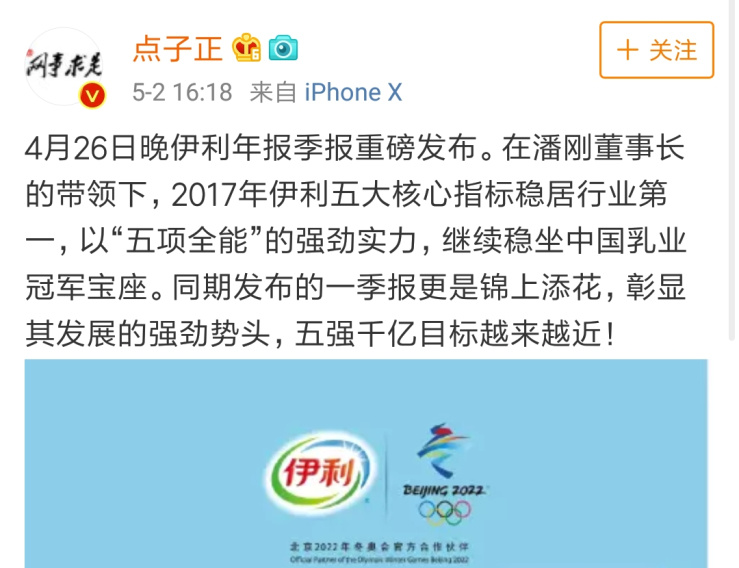 网事求是
点子正
+ 关注
5-2 16:18 来自 iPhone X
4月26日晚伊利年报季报重磅发布。在潘刚董事长
的带领下，2017年伊利五大核心指标稳居行业第
一，以“五项全能”的强劲实力，继续稳坐中国乳业
冠军宝座。同期发布的一季报更是锦上添花，彰显
其发展的强劲势头，五强千亿目标越来越近！
伊利
BEIJING 2022
北京2022年冬奥会官方合作伙伴
Official Partner of the Olympic Winter Games Beijing 2022